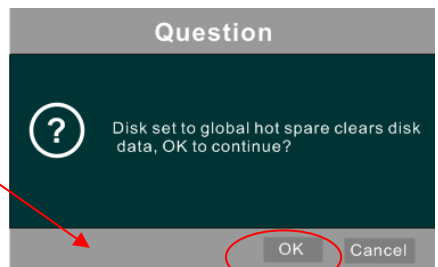 Question
?
Disk set to global hot spare clears disk
data, OK to continue?
OK Cancel